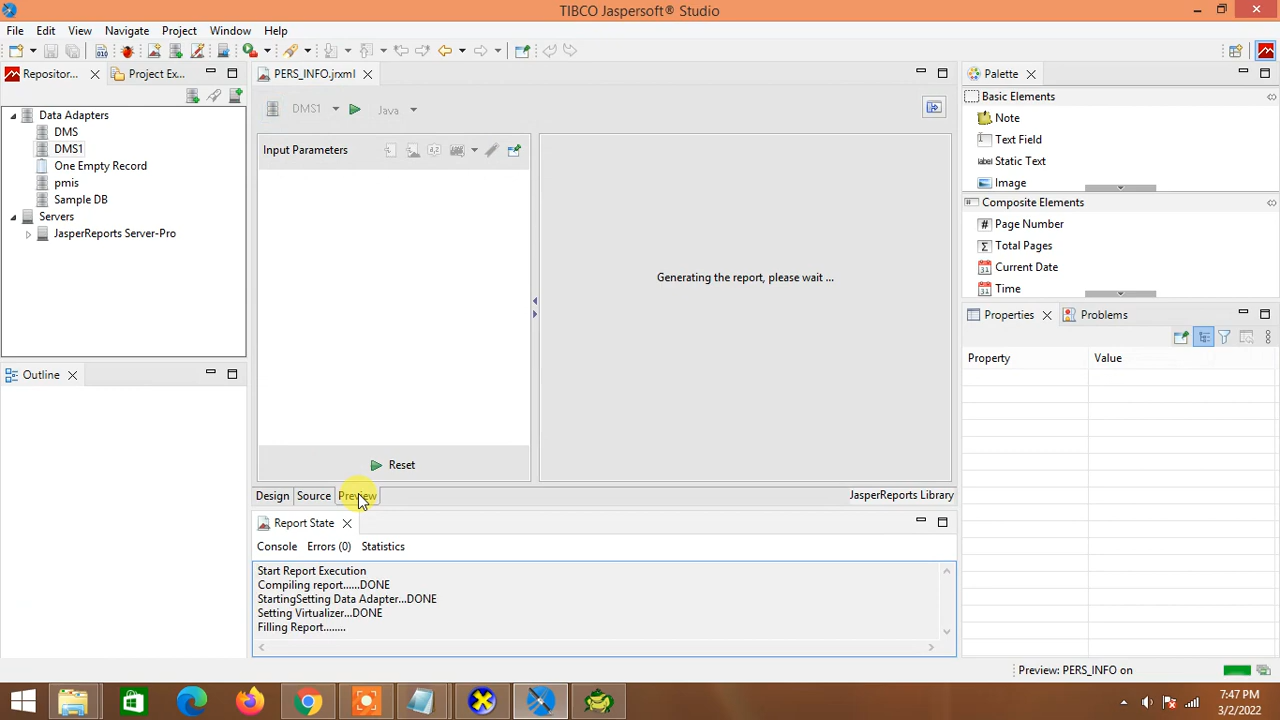 TIBCO Jaspersoft® Studio
File Edit View Navigate Project Window Help
Repositor... Project Ex...
Data Adapters
DMS
DMS1
One Empty Record
pmis
Sample DB
Servers
JasperReports Server-Pro
Outline
PERS_INFO.jrxml
DMS1 Java
Input Parameters
Generating the report, please wait ...
Reset
Design Source Preview JasperReports Library
Report State
Console Errors (0) Statistics
Start Report Execution
Compiling report......DONE
StartingSetting Data Adapter...DONE
Setting Virtualizer...DONE
Filling Report........
Palette
Basic Elements
Note
Text Field
label Static Text
Image
Composite Elements
# Page Number
Σ Total Pages
Current Date
Time
Properties Problems
Property Value
Preview: PERS_INFO on
7:47 PM
3/2/2022